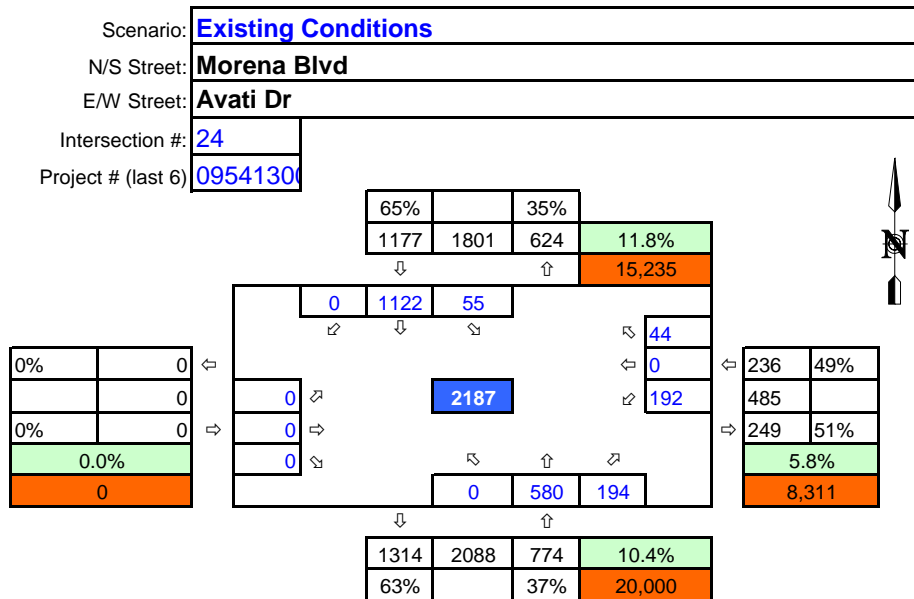 Scenario: Existing Conditions
N/S Street: Morena Blvd
E/W Street: Avati Dr
Intersection #: 24
Project # (last 6) 09541300
65% 35%
1177 1801 624 11.8%
⇩ ⇧ 15,235
N
0 1122 55
⬃ ⇩ ⬂
⬁ 44
0% 0 ⇦ ⇦ 0 ⇦ 236 49%
0 0 ⬀ 2187 ⬃ 192 485
0% 0 ⇨ 0 ⇨ ⇨ 249 51%
0.0% 0 ⬂ ⬁ ⇧ ⬀ 5.8%
0 0 580 194 8,311
⇩ ⇧
1314 2088 774 10.4%
63% 37% 20,000